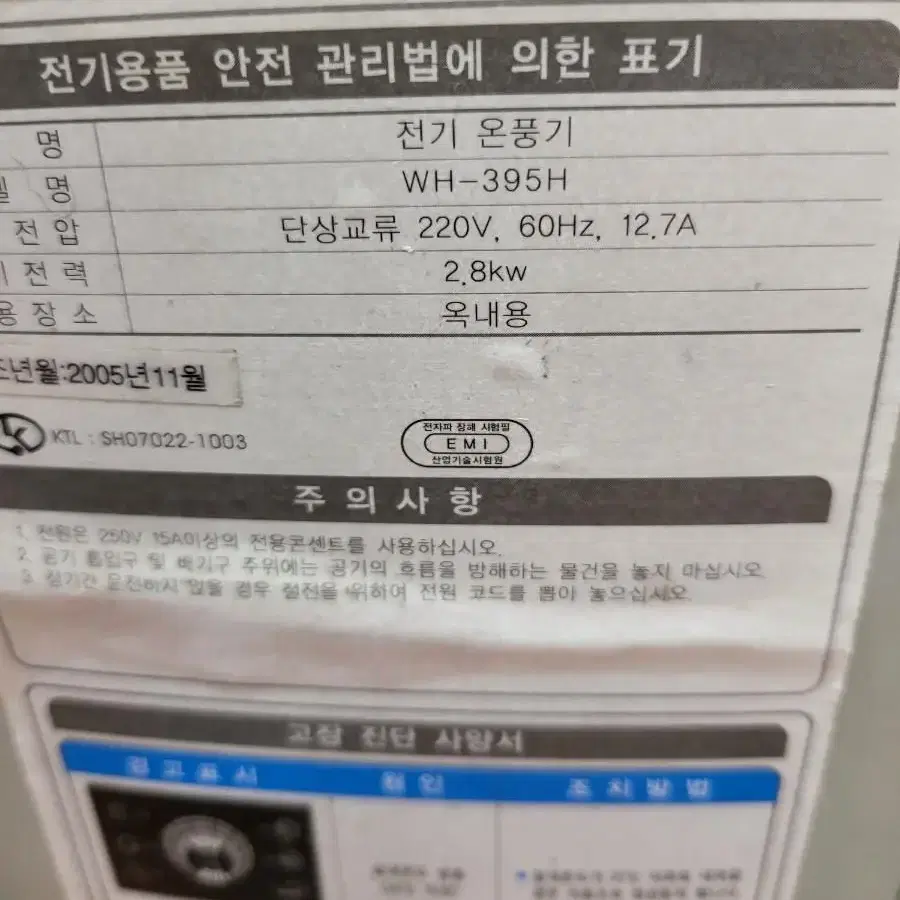 전기용품 안전 관리법에 의한 표기
명 전기 온풍기
델 명 WH-395H
전압 단상교류 220V, 60Hz, 12.7A
전력 2.8kw
용장소 옥내용
조년월:2005년11월
KTL : SH07022-1003
전자파 장해 시험필
EMI
산업기술시험원
주의사항
1. 전원은 250V 15A이상의 전용콘센트를 사용하십시오.
2. 공기 흡입구 및 배기구 주위에는 공기의 흐름을 방해하는 물건을 놓지 마십시오.
3. 장기간 운전하지 않을 경우 절전을 위하여 전원 코드를 뽑아 놓으십시오.
고장 진단 사양서
경고표시 원인 조치방법